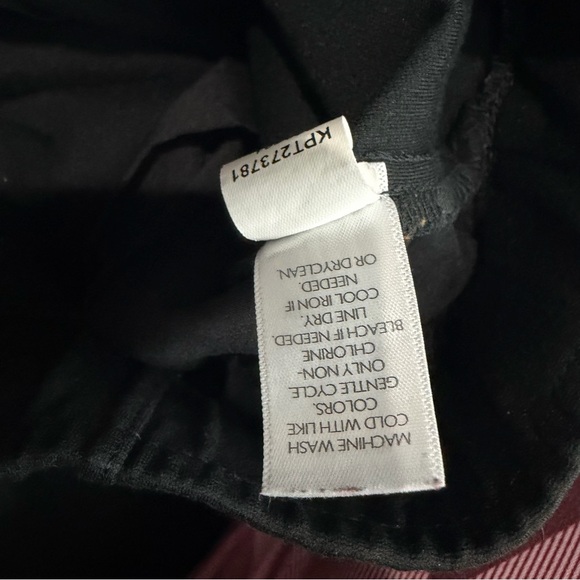 KPT273781
MACHINE WASH
COLD WITH LIKE
COLORS.
GENTLE CYCLE.
ONLY NON-
CHLORINE
BLEACH IF NEEDED.
LINE DRY.
COOL IRON IF
NEEDED.
OR DRYCLEAN.